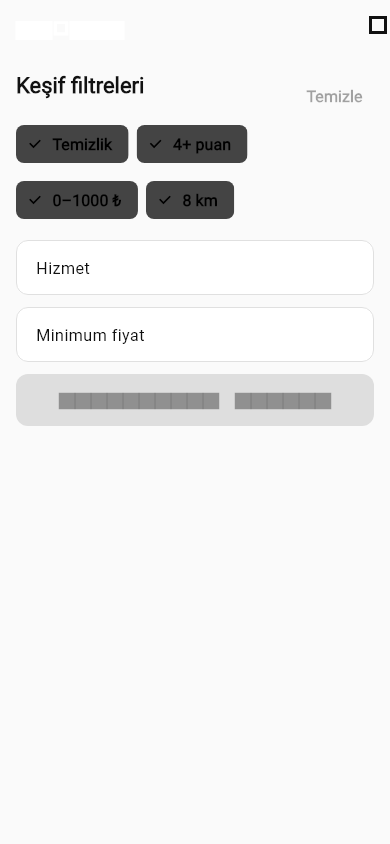 Keşif filtreleri
Temizle
Temizlik
4+ puan
0–1000 ₺
8 km
Hizmet
Minimum fiyat